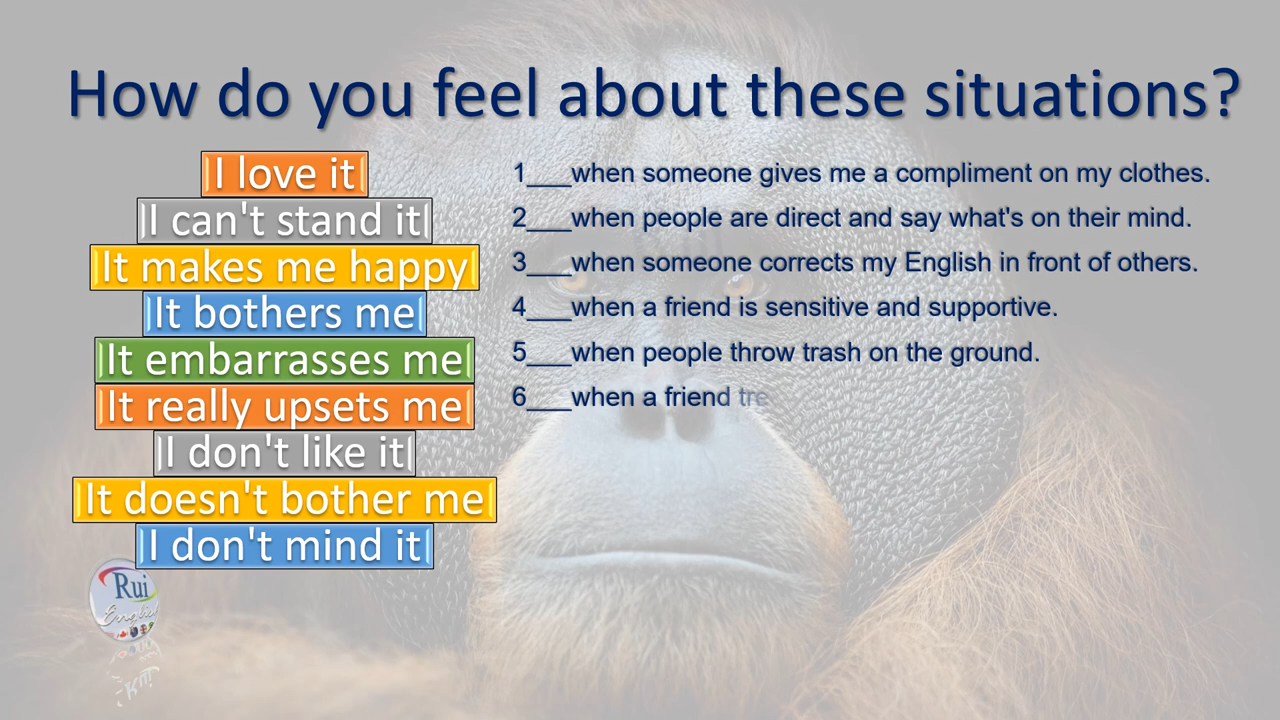 How do you feel about these situations?
I love it
I can't stand it
It makes me happy
It bothers me
It embarrasses me
It really upsets me
I don't like it
It doesn't bother me
I don't mind it
1___when someone gives me a compliment on my clothes.
2___when people are direct and say what's on their mind.
3___when someone corrects my English in front of others.
4___when a friend is sensitive and supportive.
5___when people throw trash on the ground.
6___when a friend tre
Rui
English